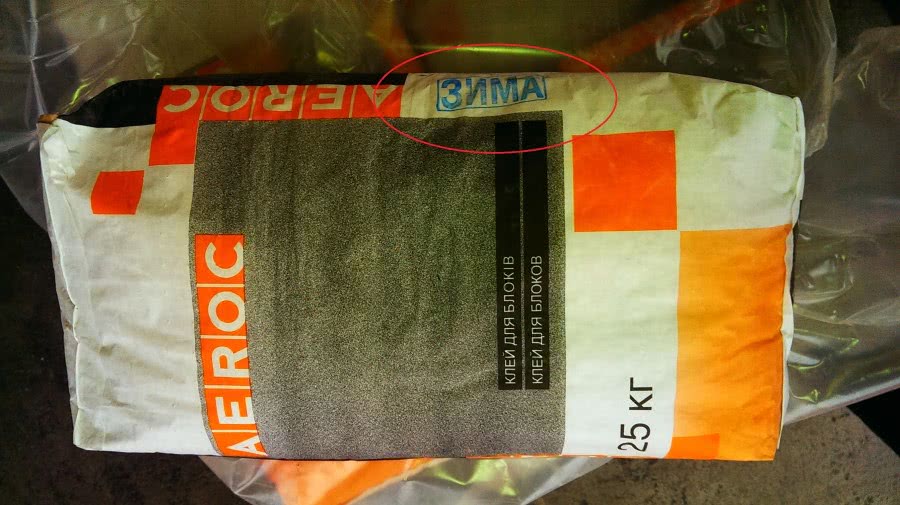 AEROC
ЗИМА
AEROC
КЛЕЙ ДЛЯ БЛОКІВ
КЛЕЙ ДЛЯ БЛОКОВ
25 КГ